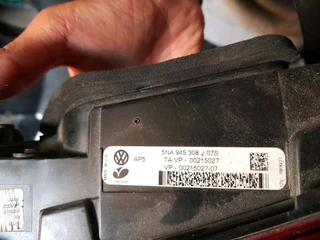 5NA 945 308 J 07S
AP5
TA VP - 00215027
VP - 00215027-07